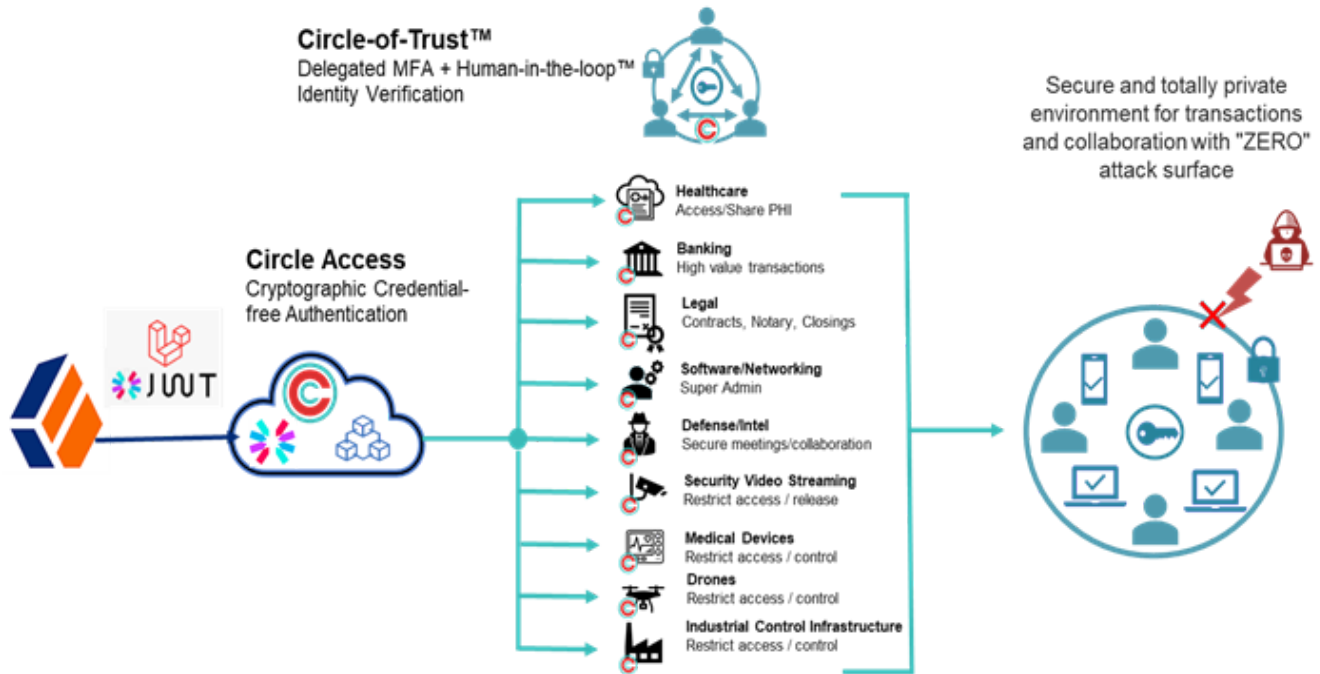 Circle-of-Trust™
Delegated MFA + Human-in-the-loop™
Identity Verification
Secure and totally private
environment for transactions
and collaboration with "ZERO"
attack surface
Circle Access
Cryptographic Credential-
free Authentication
JWT
Healthcare
Access/Share PHI
Banking
High value transactions
Legal
Contracts, Notary, Closings
Software/Networking
Super Admin
Defense/Intel
Secure meetings/collaboration
Security Video Streaming
Restrict access / release
Medical Devices
Restrict access / control
Drones
Restrict access / control
Industrial Control Infrastructure
Restrict access / control